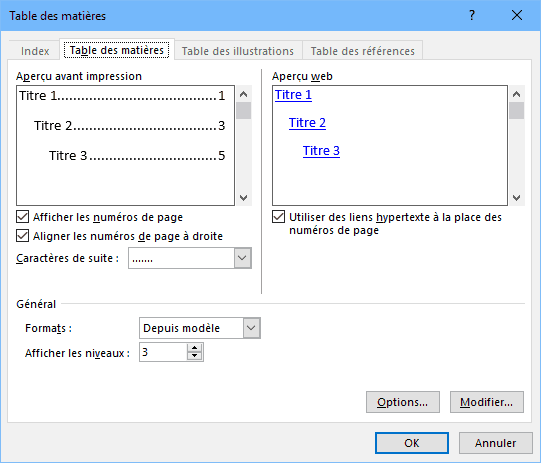 Table des matières
?
Index
Table des matières
Table des illustrations
Table des références
Aperçu avant impression
Titre 1.......................................... 1
Titre 2.................................... 3
Titre 3................................ 5
Aperçu web
Titre 1
Titre 2
Titre 3
Afficher les numéros de page
Aligner les numéros de page à droite
Caractères de suite : .......
Utiliser des liens hypertexte à la place des
numéros de page
Général
Formats : Depuis modèle
Afficher les niveaux : 3
Options...
Modifier...
OK
Annuler